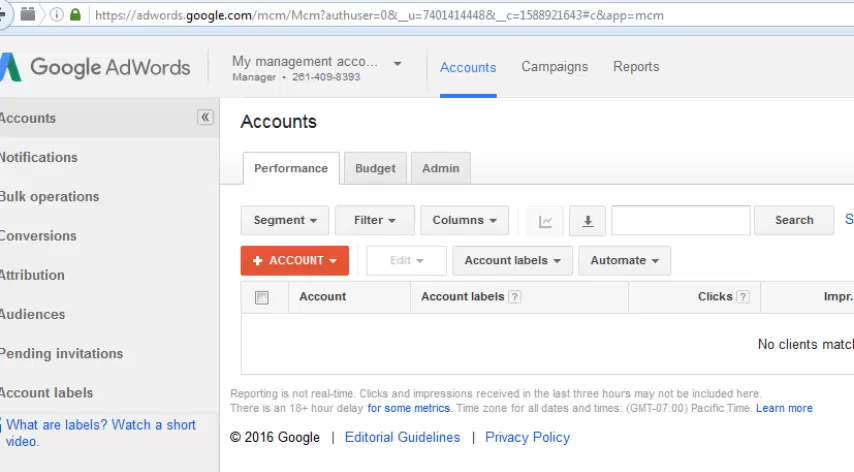 https://adwords.google.com/mcm/Mcm?authuser=0&__u=7401414448&__c=1588921643#c&app=mcm
Google AdWords
My management acco...
Manager • 261-409-8393
Accounts
Campaigns
Reports
Accounts
Notifications
Bulk operations
Conversions
Attribution
Audiences
Pending invitations
Account labels
What are labels? Watch a short
video.
Accounts
Performance
Budget
Admin
Segment
Filter
Columns
Search
S
+ ACCOUNT
Edit
Account labels
Automate
Account
Account labels ?
Clicks ?
Impr.
No clients match
Reporting is not real-time. Clicks and impressions received in the last three hours may not be included here.
There is an 18+ hour delay for some metrics. Time zone for all dates and times: (GMT-07:00) Pacific Time. Learn more
© 2016 Google | Editorial Guidelines | Privacy Policy